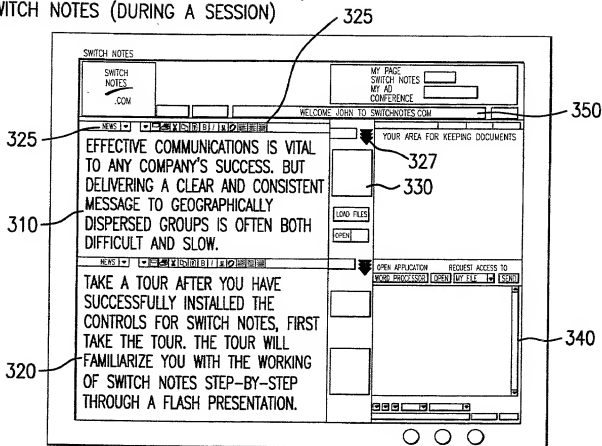 WITCH NOTES (DURING A SESSION)
325
SWITCH NOTES
SWITCH
NOTES
.COM
MY PAGE
SWITCH NOTES
MY AD
CONFERENCE
WELCOME JOHN TO SWITCHNOTES.COM
350
325
NEWS
B I
327
YOUR AREA FOR KEEPING DOCUMENTS
EFFECTIVE COMMUNICATIONS IS VITAL
TO ANY COMPANY'S SUCCESS. BUT
DELIVERING A CLEAR AND CONSISTENT
MESSAGE TO GEOGRAPHICALLY
DISPERSED GROUPS IS OFTEN BOTH
DIFFICULT AND SLOW.
310
330
LOAD FILES
OPEN
NEWS
B I
OPEN APPLICATION REQUEST ACCESS TO
WORD PROCESSOR OPEN MY FILE SEND
TAKE A TOUR AFTER YOU HAVE
SUCCESSFULLY INSTALLED THE
CONTROLS FOR SWITCH NOTES, FIRST
TAKE THE TOUR. THE TOUR WILL
FAMILIARIZE YOU WITH THE WORKING
OF SWITCH NOTES STEP-BY-STEP
THROUGH A FLASH PRESENTATION.
320
340